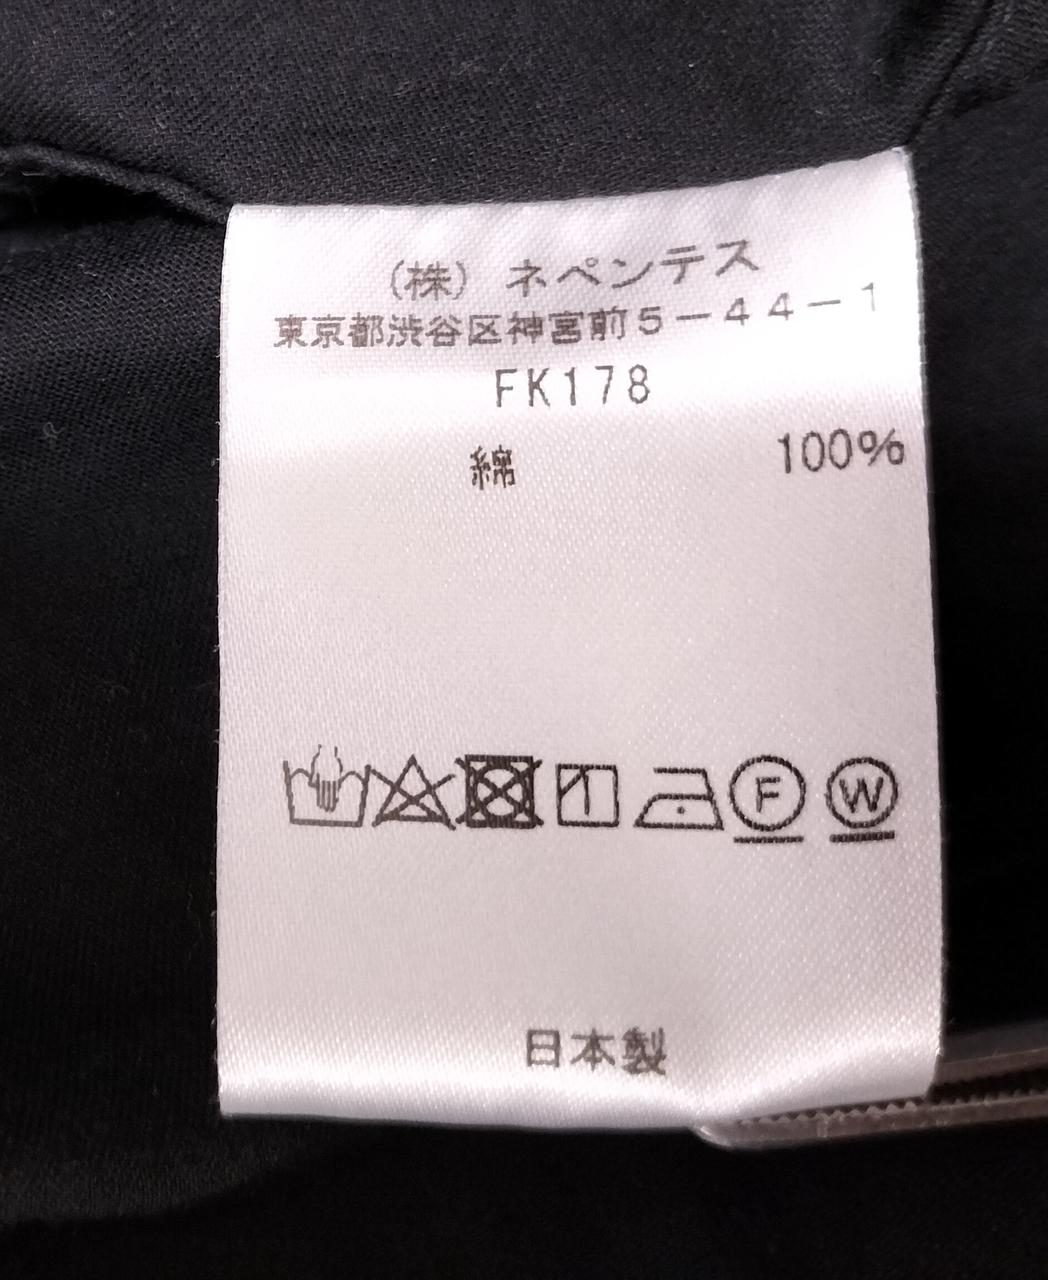 (株) ネペンテス
東京都渋谷区神宮前5－44－1
FK178
綿 100%
F W
日本製